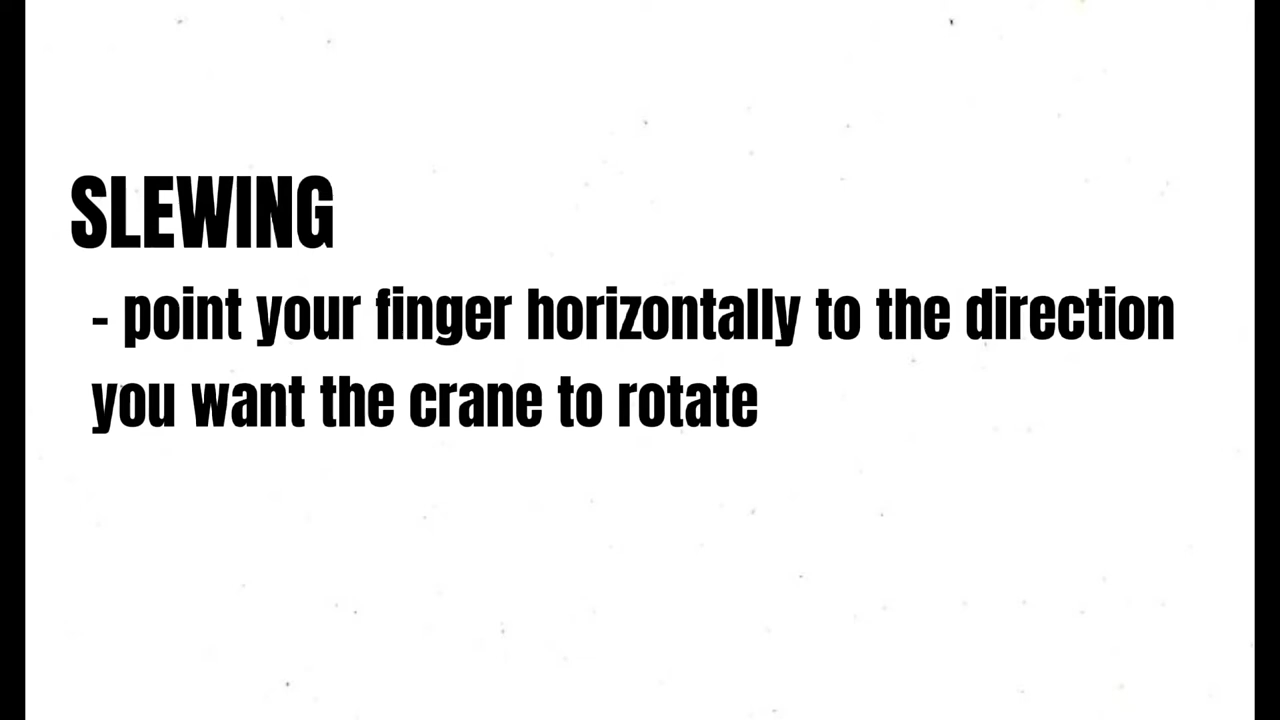 SLEWING
- point your finger horizontally to the direction
you want the crane to rotate